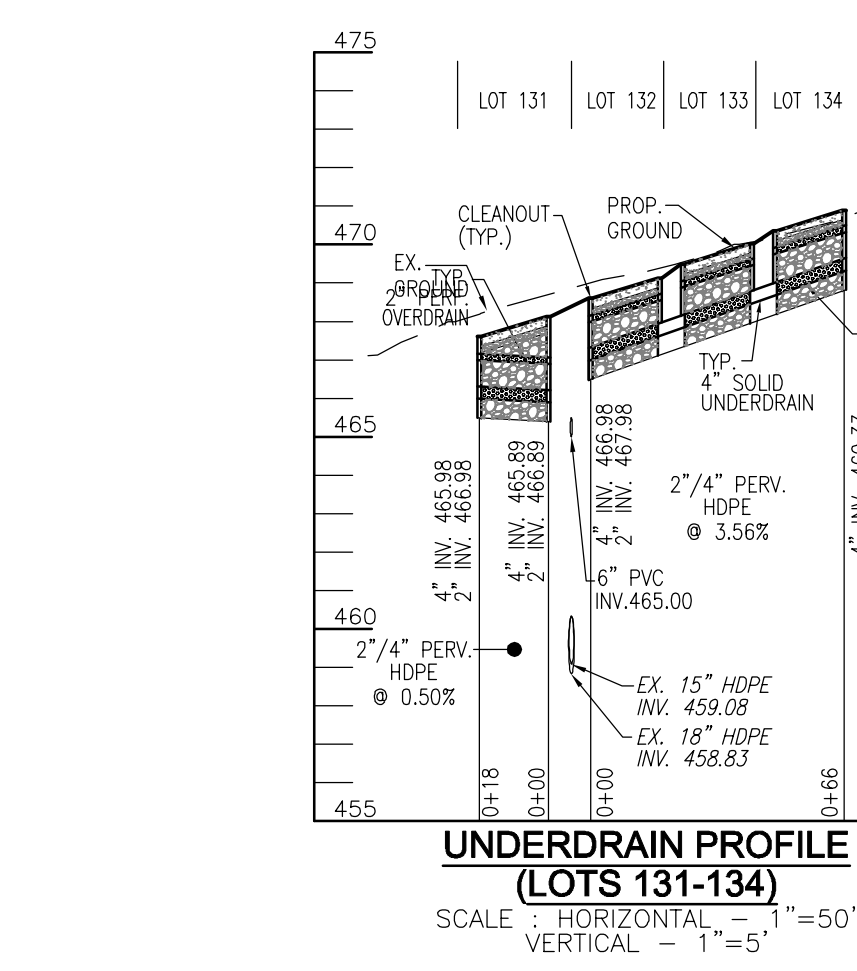 475
LOT 131
LOT 132
LOT 133
LOT 134
470
CLEANOUT
(TYP.)
PROP.
GROUND
EX.
GROUND
TYP.
2" PERF.
OVERDRAIN
TYP.
4" SOLID
UNDERDRAIN
465
4" INV. 465.98
2" INV. 466.98
4" INV. 465.89
2" INV. 466.89
4" INV. 466.98
2" INV. 467.98
2"/4" PERV.
HDPE
@ 3.56%
4" INV.
6" PVC
INV.465.00
460
2"/4" PERV.
HDPE
@ 0.50%
EX. 15" HDPE
INV. 459.08
EX. 18" HDPE
INV. 458.83
0+18
0+00
0+00
0+66
455
UNDERDRAIN PROFILE
(LOTS 131-134)
SCALE : HORIZONTAL - 1"=50'
VERTICAL - 1"=5'